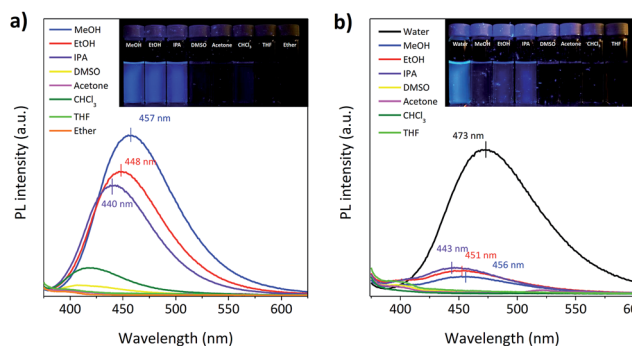 a)
MeOH
EtOH
IPA
DMSO
Acetone
CHCl3
THF
Ether
MeOH EtOH IPA DMSO Acetone CHCl3 THF Ether
457 nm
448 nm
440 nm
PL intensity (a.u.)
400 450 500 550 600
Wavelength (nm)
b)
Water
MeOH
EtOH
IPA
DMSO
Acetone
CHCl3
THF
Water MeOH EtOH IPA DMSO Acetone CHCl3 THF
473 nm
443 nm
451 nm
456 nm
PL intensity (a.u.)
400 450 500 550 600
Wavelength (nm)